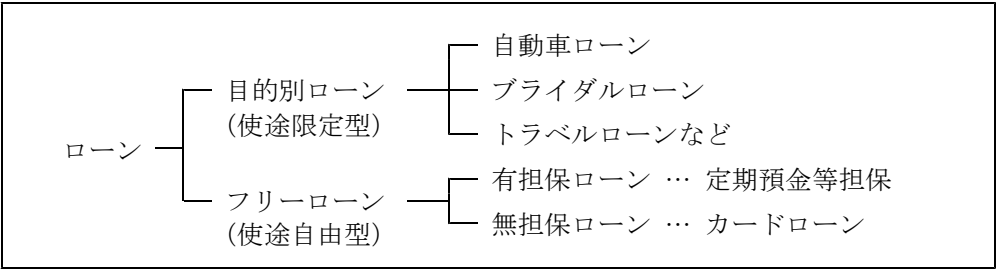 自動車ローン
目的別ローン
ブライダルローン
(使途限定型)
トラベルローンなど
ローン
有担保ローン … 定期預金等担保
フリーローン
無担保ローン … カードローン
(使途自由型)